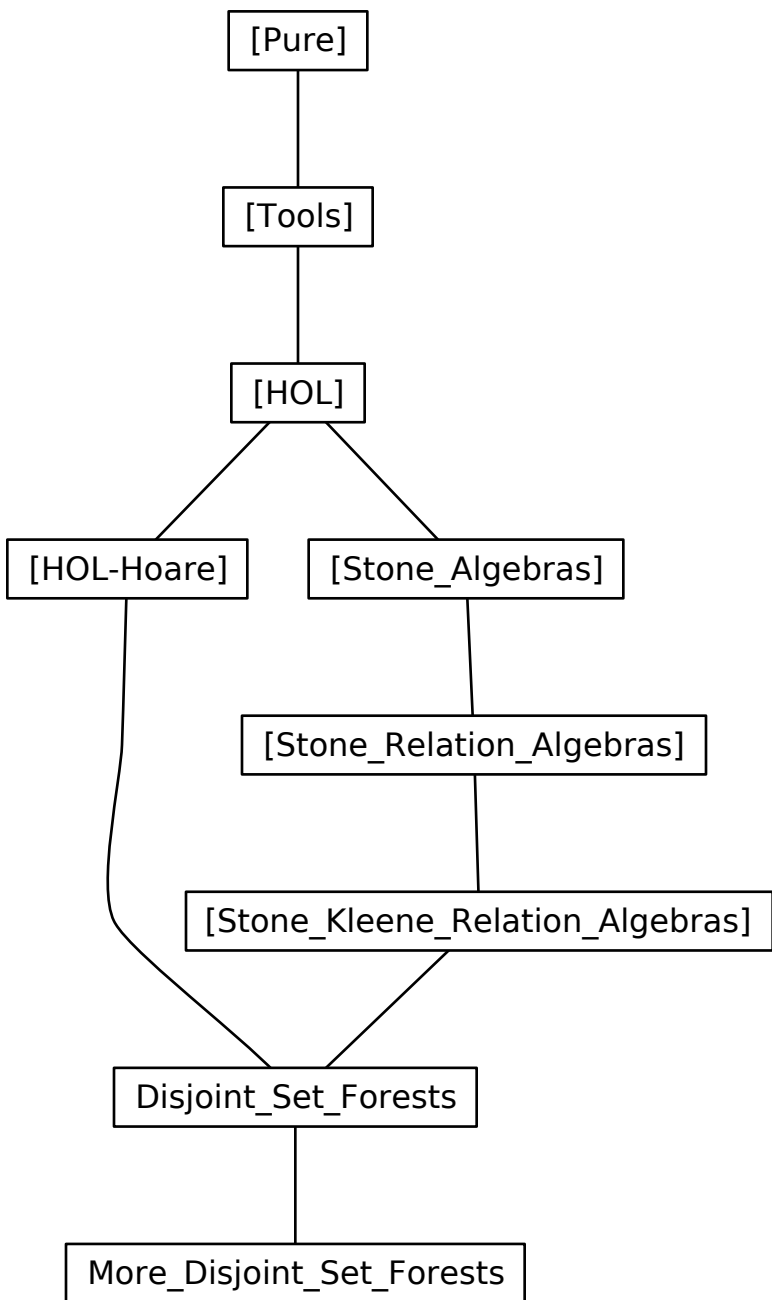 [Pure]
[Tools]
[HOL]
[HOL-Hoare]
[Stone_Algebras]
[Stone_Relation_Algebras]
[Stone_Kleene_Relation_Algebras]
Disjoint_Set_Forests
More_Disjoint_Set_Forests